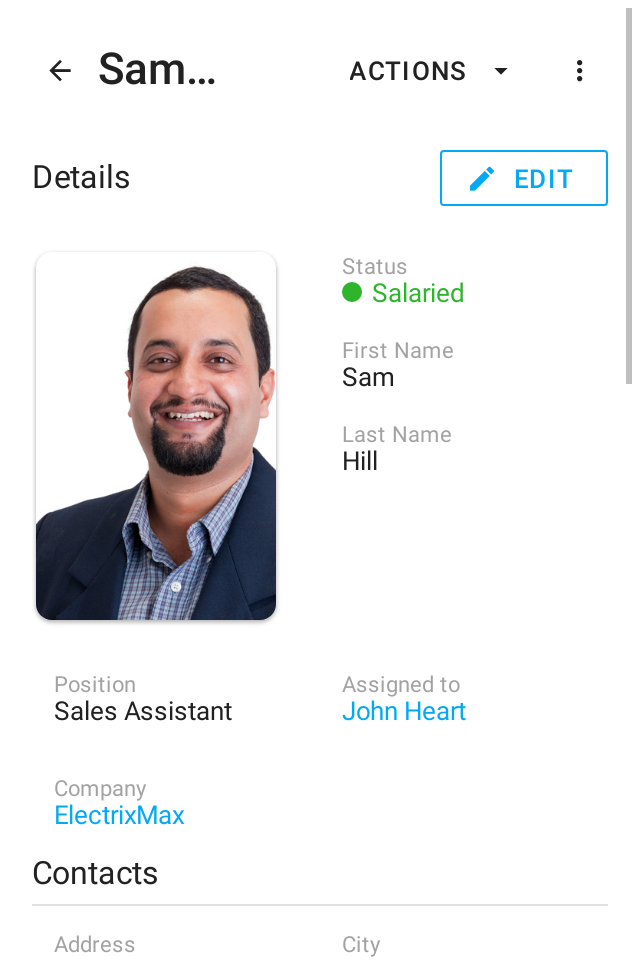 Sam...
ACTIONS
Details
EDIT
Status
Salaried
First Name
Sam
Last Name
Hill
Position
Sales Assistant
Assigned to
John Heart
Company
ElectrixMax
Contacts
Address
City